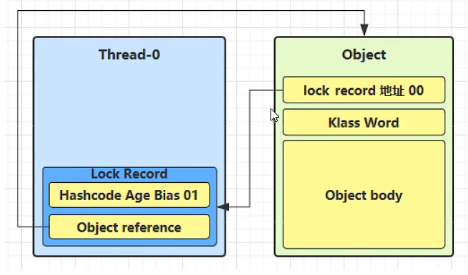 Thread-0
Lock Record
Hashcode Age Bias 01
Object reference
Object
lock record 地址 00
Klass Word
Object body